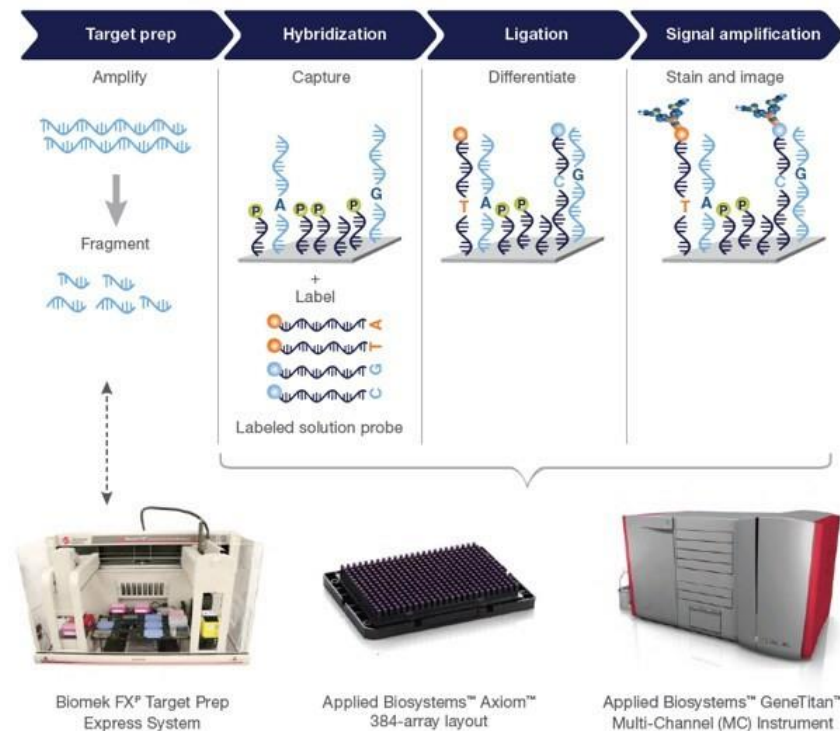 Target prep
Hybridization
Ligation
Signal amplification
Amplify
Capture
Differentiate
Stain and image
Fragment
P A P P P G
+
Label
A
T
G
C
Labeled solution probe
T A P P C G
T A P P C G
Biomek FXᴾ Target Prep
Express System
Applied Biosystems™ Axiom™
384-array layout
Applied Biosystems™ GeneTitan™
Multi-Channel (MC) Instrument